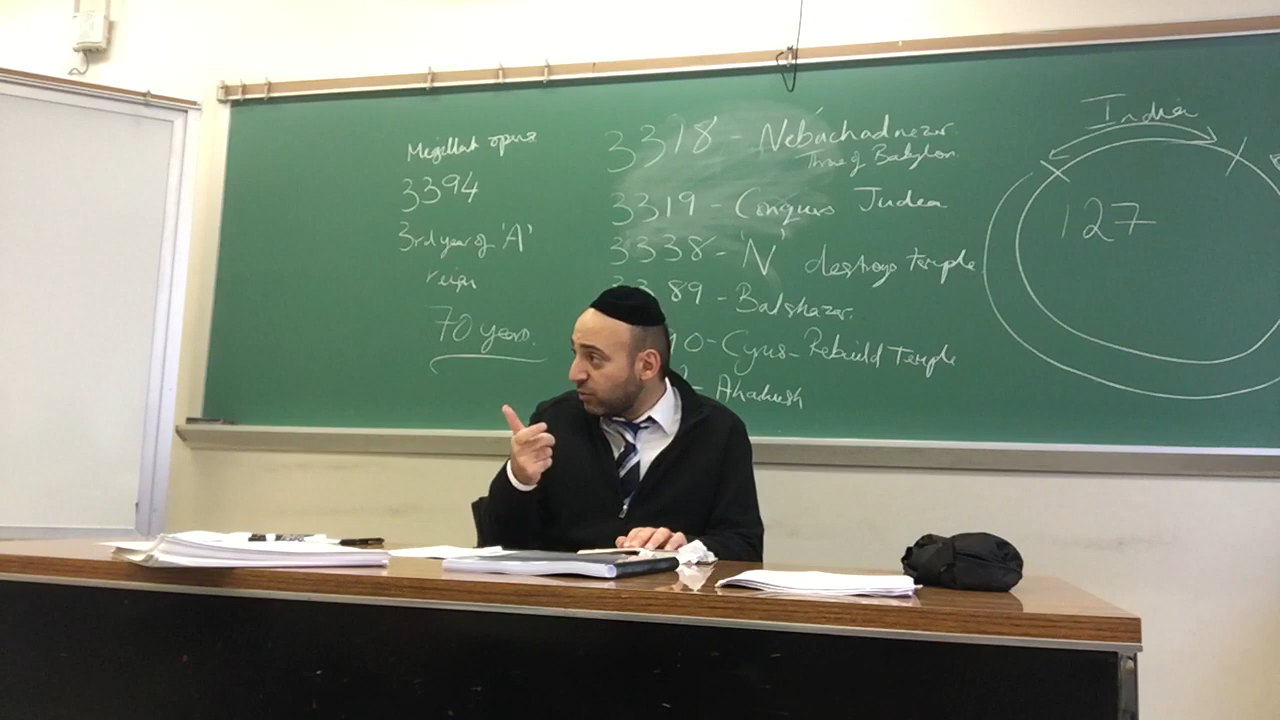 Megillah opens
3394
3rd year of 'A'
reign
70 years.
3318 - Nebuchadnezar
Throne of Babylon.
3319 - Conquers Judea
3338 - 'N' destroys temple
89 - Balshazar.
90 - Cyrus - Rebuild Temple
India
127